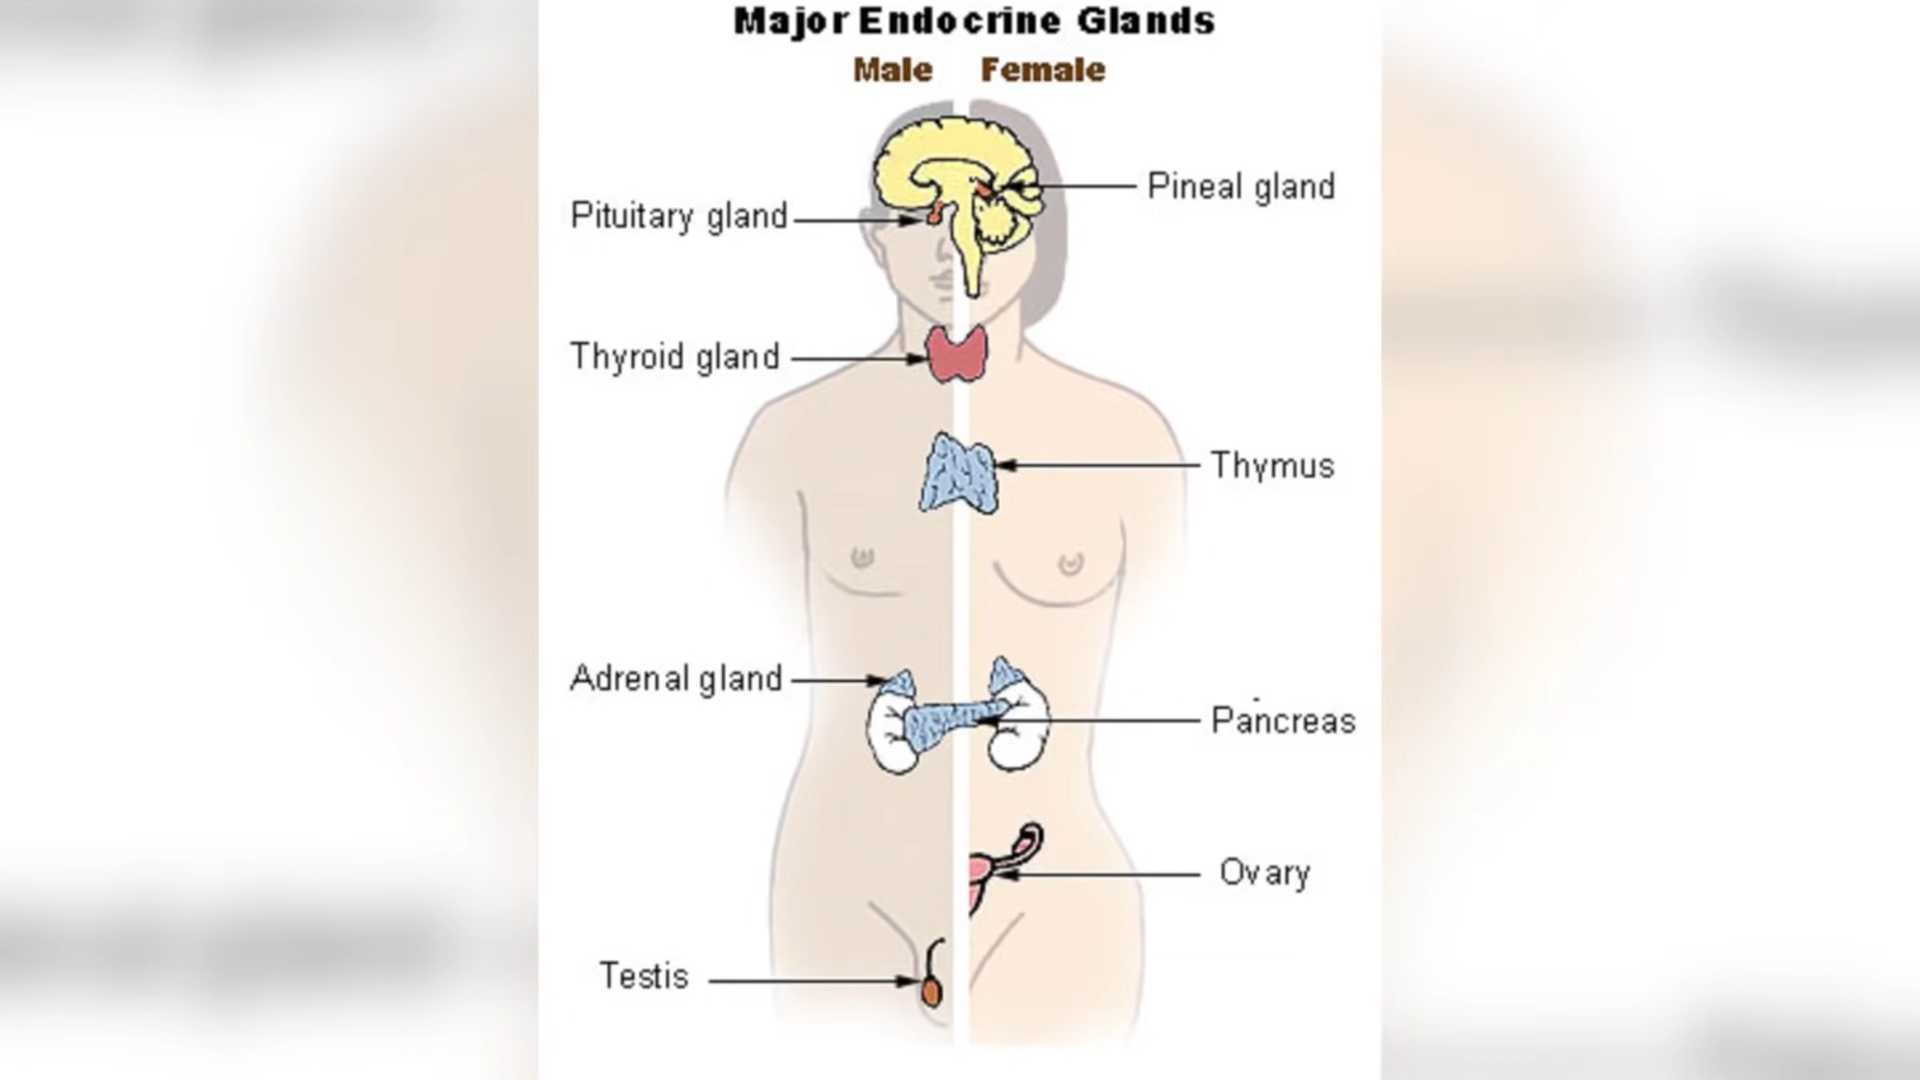 Major Endocrine Glands
Male Female
Pineal gland
Pituitary gland
Thyroid gland
Thymus
Adrenal gland
Pancreas
Ovary
Testis